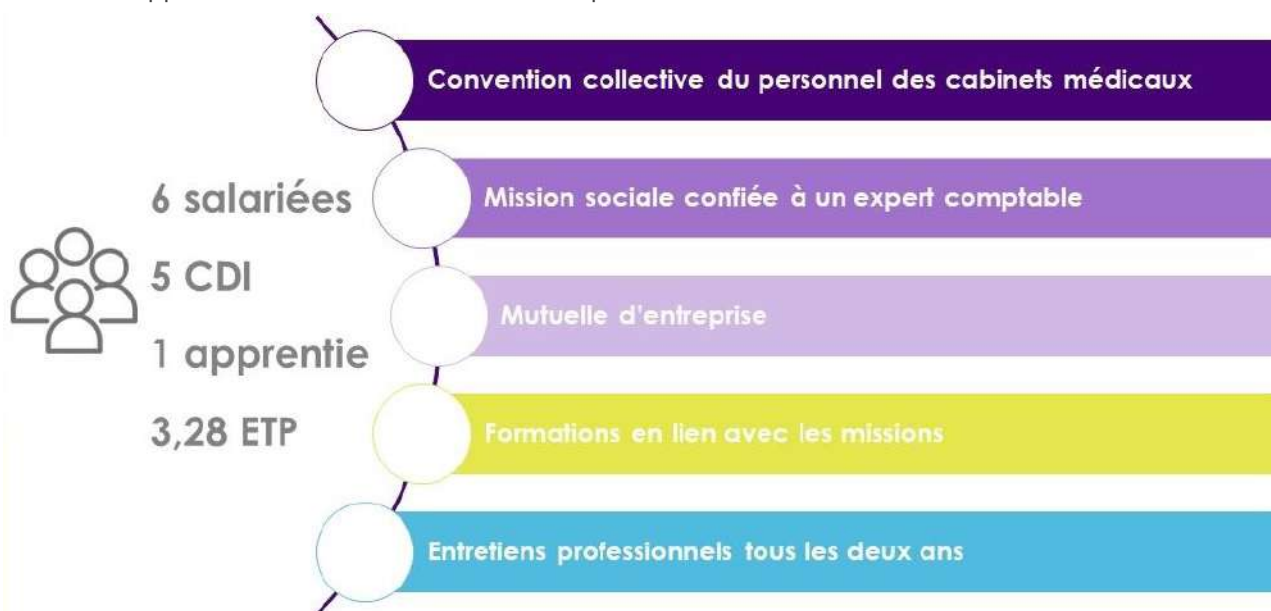 Convention collective du personnel des cabinets médicaux
6 salariées
Mission sociale confiée à un expert comptable
5 CDI
Mutuelle d'entreprise
1 apprentie
3,28 ETP
Formations en lien avec les missions
Entretiens professionnels tous les deux ans